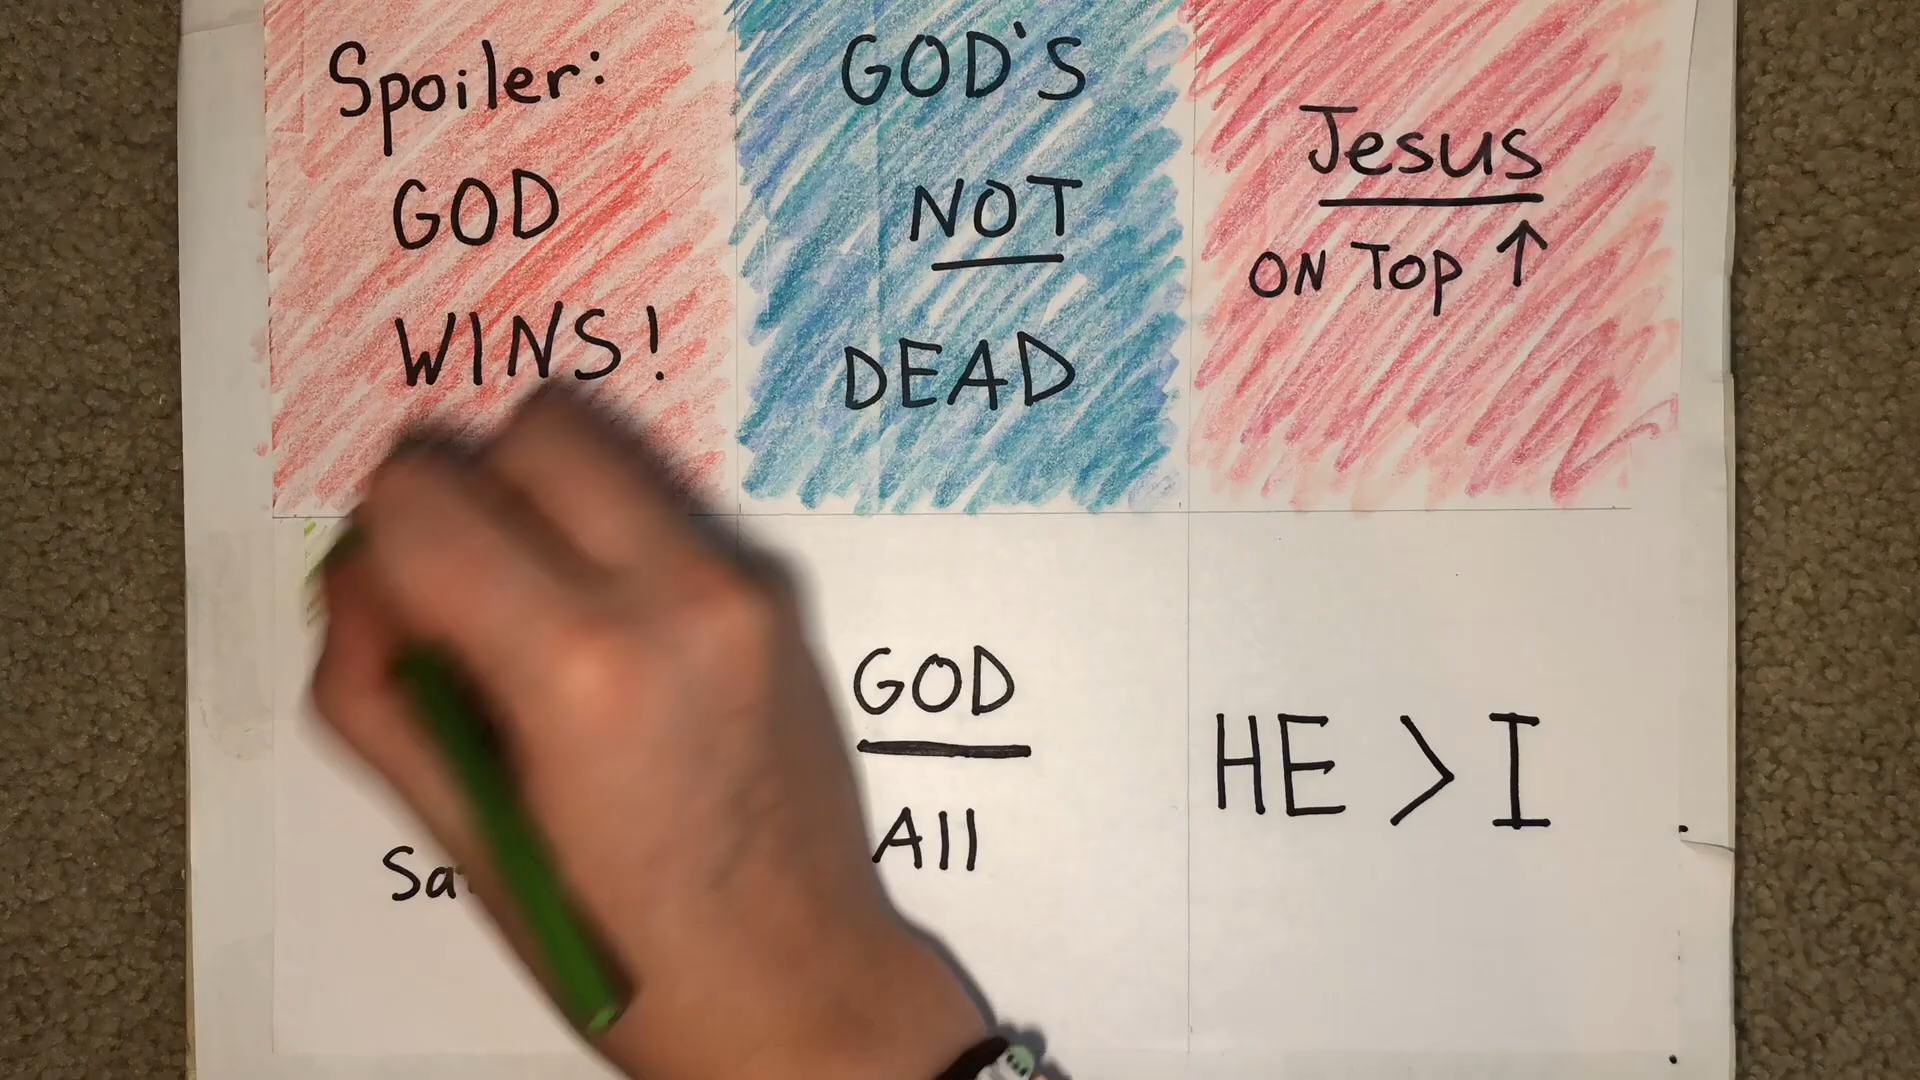 Spoiler:
GOD
WINS!
GOD'S
NOT
DEAD
Jesus
ON TOP ↑
GOD
All
HE > I